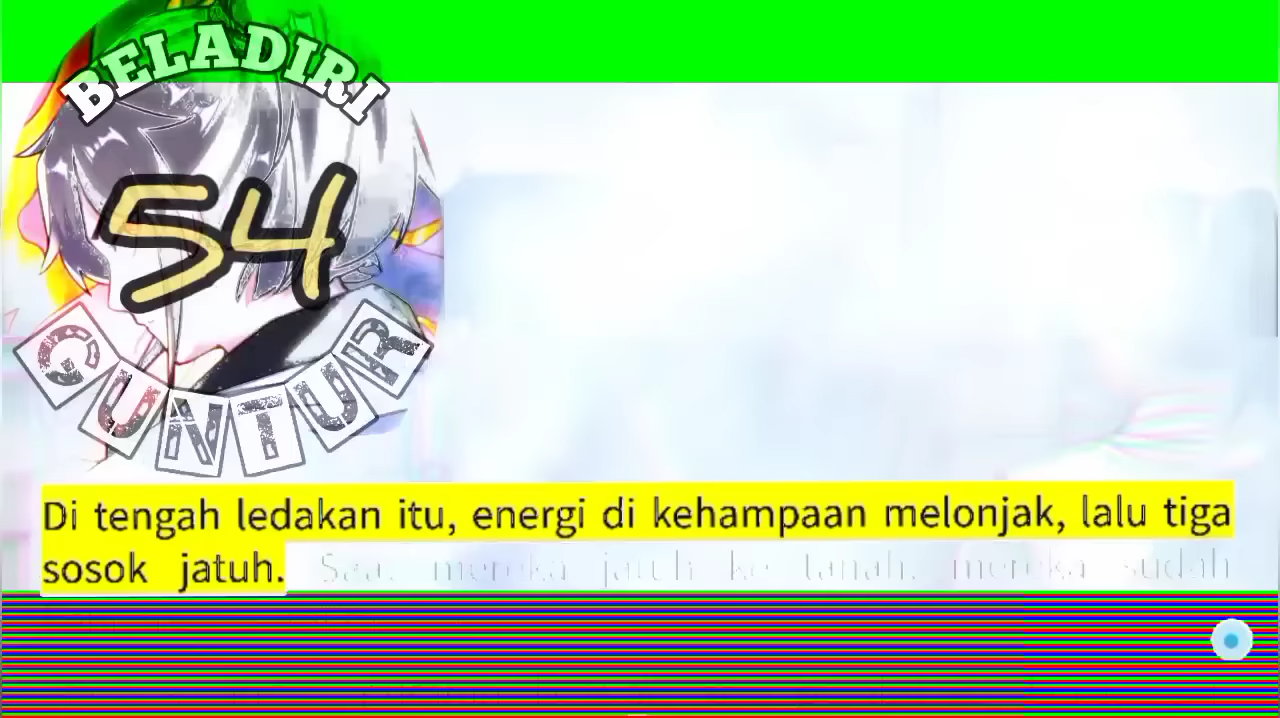 BELADIRI
54
GUNTUR
Di tengah ledakan itu, energi di kehampaan melonjak, lalu tiga
sosok jatuh. Saat mereka jatuh ke tanah, mereka sudah